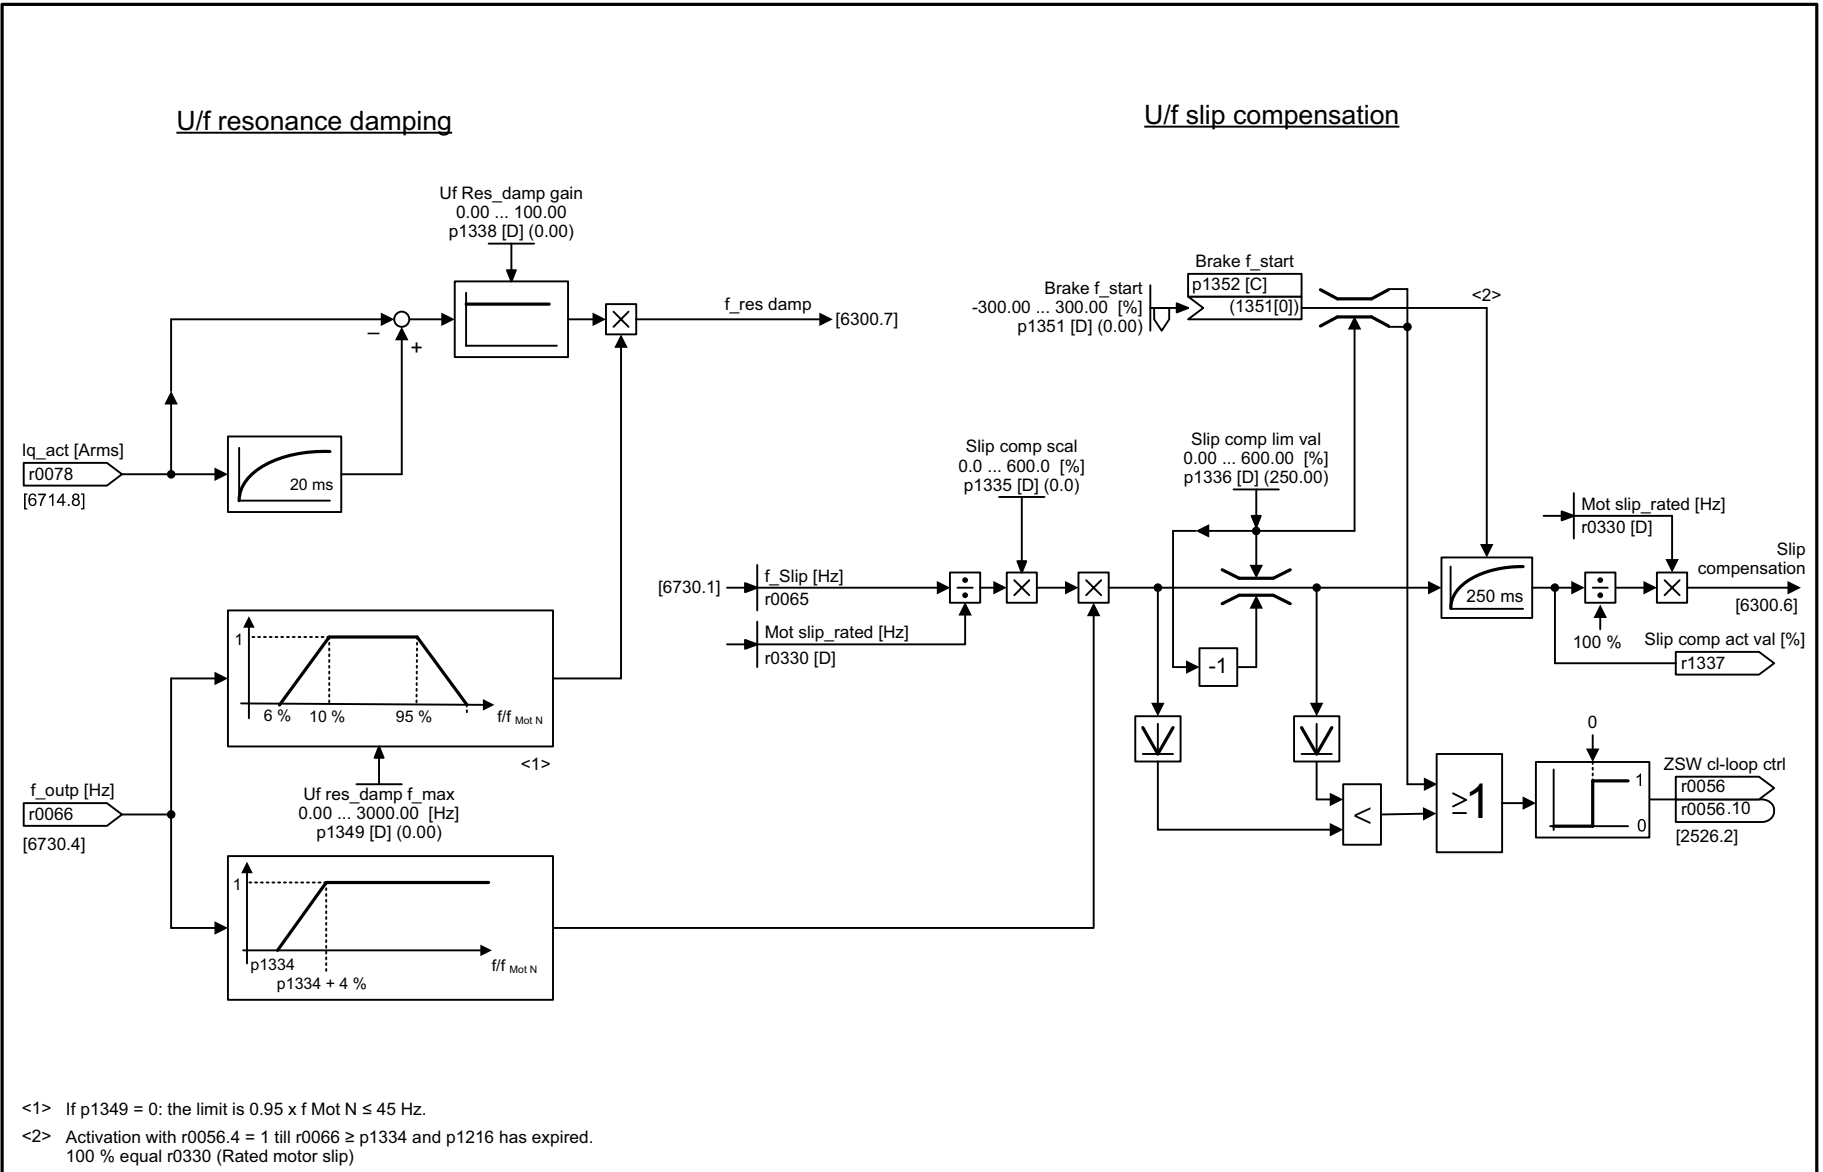 U/f resonance damping
U/f slip compensation
Uf Res_damp gain
0.00 ... 100.00
p1338 [D] (0.00)
f_res damp
[6300.7]
–
+
Iq_act [Arms]
r0078
[6714.8]
20 ms
1
6 %
10 %
95 %
f/f Mot N
<1>
Uf res_damp f_max
0.00 ... 3000.00 [Hz]
p1349 [D] (0.00)
f_outp [Hz]
r0066
[6730.4]
1
p1334
p1334 + 4 %
f/f Mot N
Brake f_start
-300.00 ... 300.00 [%]
p1351 [D] (0.00)
Brake f_start
p1352 [C]
(1351[0])
<2>
Slip comp scal
0.0 ... 600.0 [%]
p1335 [D] (0.0)
Slip comp lim val
0.00 ... 600.00 [%]
p1336 [D] (250.00)
[6730.1]
f_Slip [Hz]
r0065
÷
×
×
Mot slip_rated [Hz]
r0330 [D]
-1
250 ms
÷
×
100 %
Mot slip_rated [Hz]
r0330 [D]
Slip
compensation
[6300.6]
Slip comp act val [%]
r1337
<
≥1
0
1
0
ZSW cl-loop ctrl
r0056
r0056.10
[2526.2]
<1> If p1349 = 0: the limit is 0.95 x f Mot N ≤ 45 Hz.
<2> Activation with r0056.4 = 1 till r0066 ≥ p1334 and p1216 has expired.
100 % equal r0330 (Rated motor slip)